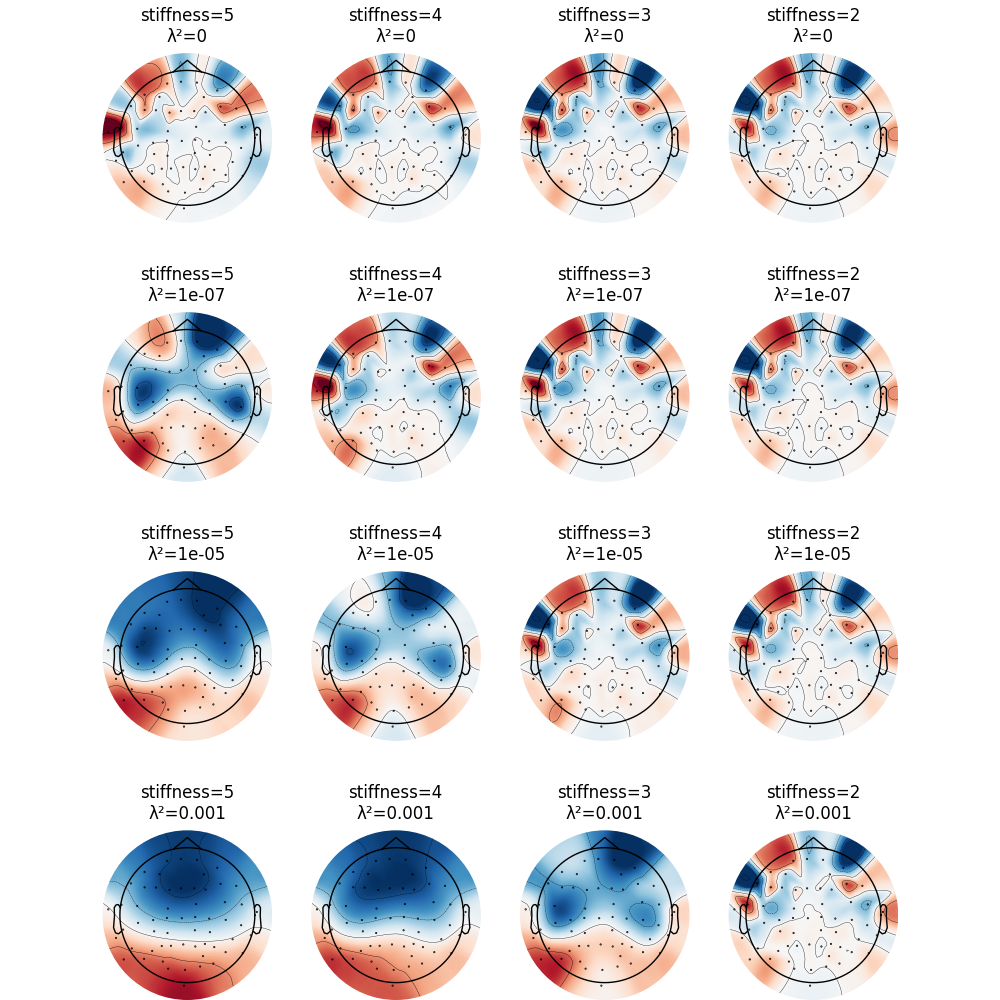 stiffness=5
λ²=0
stiffness=4
λ²=0
stiffness=3
λ²=0
stiffness=2
λ²=0
stiffness=5
λ²=1e-07
stiffness=4
λ²=1e-07
stiffness=3
λ²=1e-07
stiffness=2
λ²=1e-07
stiffness=5
λ²=1e-05
stiffness=4
λ²=1e-05
stiffness=3
λ²=1e-05
stiffness=2
λ²=1e-05
stiffness=5
λ²=0.001
stiffness=4
λ²=0.001
stiffness=3
λ²=0.001
stiffness=2
λ²=0.001